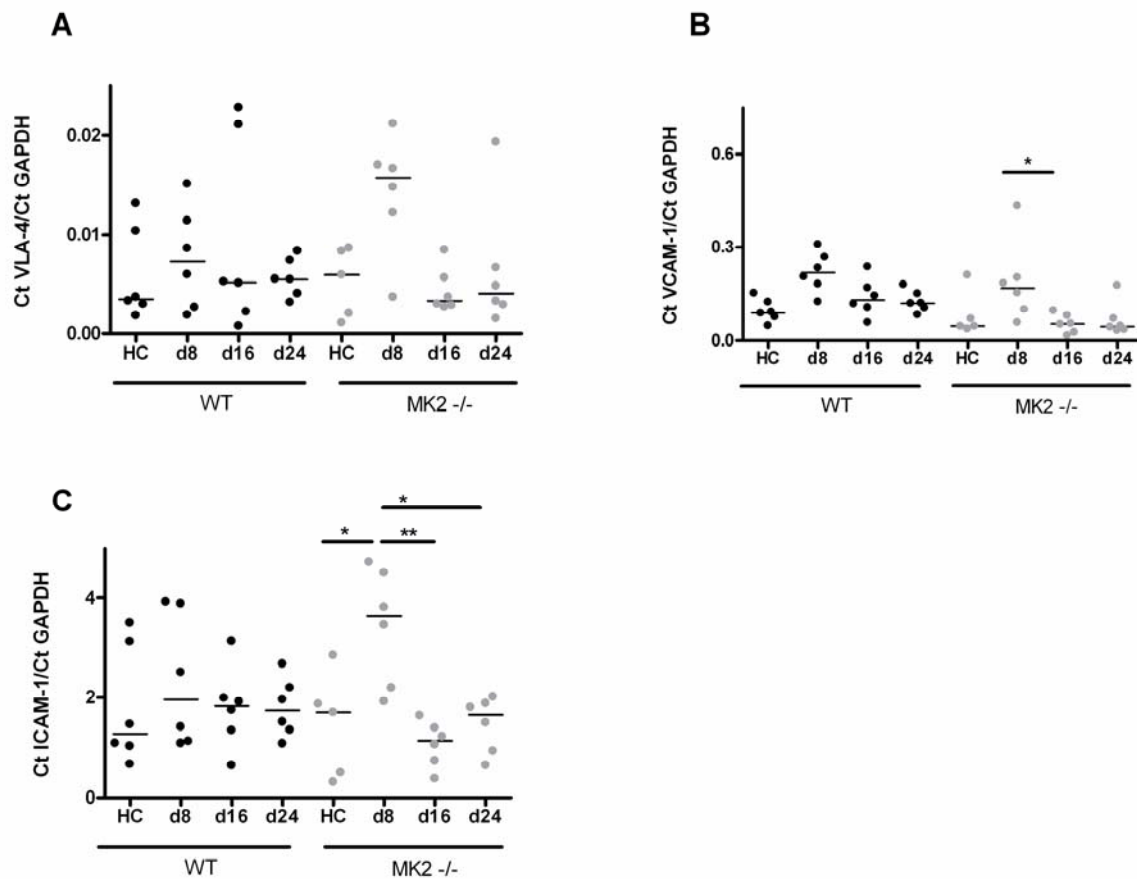 A
Ct VLA-4/Ct GAPDH
0.02
0.01
0.00
HC d8 d16 d24 HC d8 d16 d24
WT MK2 -/-
B
Ct VCAM-1/Ct GAPDH
0.6
*
0.3
0.0
HC d8 d16 d24 HC d8 d16 d24
WT MK2 -/-
C
Ct ICAM-1/Ct GAPDH
*
* **
4
2
0
HC d8 d16 d24 HC d8 d16 d24
WT MK2 -/-